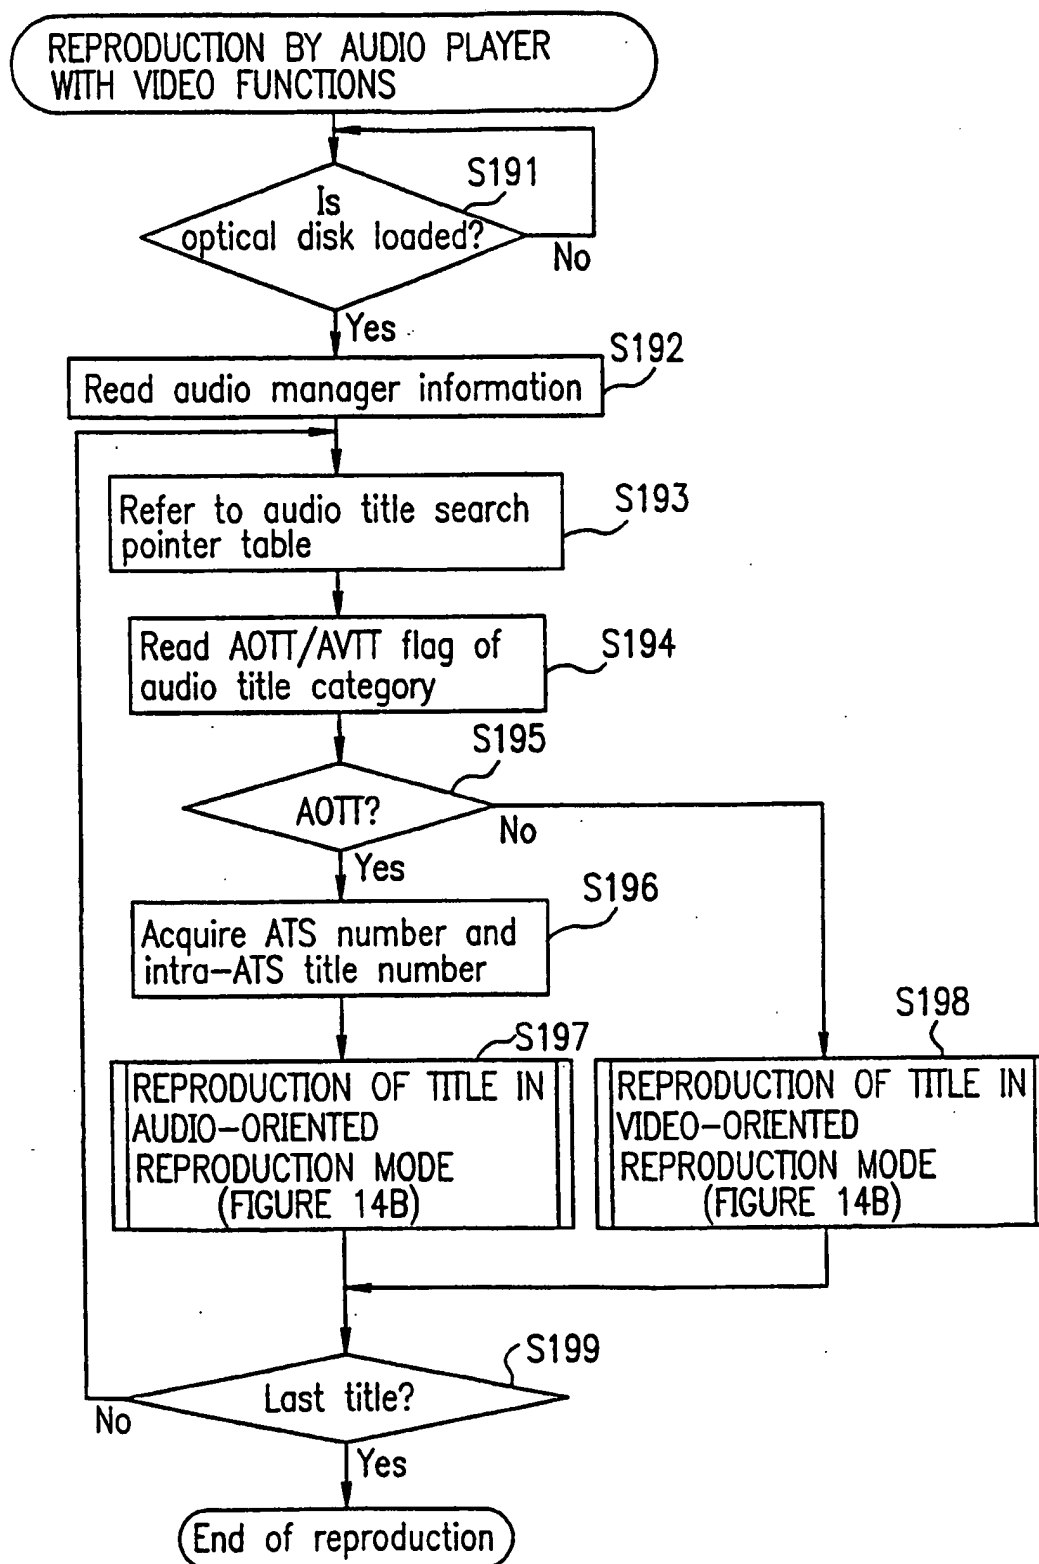 REPRODUCTION BY AUDIO PLAYER
WITH VIDEO FUNCTIONS
S191
Is
optical disk loaded?
No
Yes
S192
Read audio manager information
S193
Refer to audio title search
pointer table
S194
Read AOTT/AVTT flag of
audio title category
S195
AOTT?
No
Yes
S196
Acquire ATS number and
intra-ATS title number
S197
REPRODUCTION OF TITLE IN
AUDIO-ORIENTED
REPRODUCTION MODE
(FIGURE 14B)
S198
REPRODUCTION OF TITLE IN
VIDEO-ORIENTED
REPRODUCTION MODE
(FIGURE 14B)
S199
Last title?
No
Yes
End of reproduction